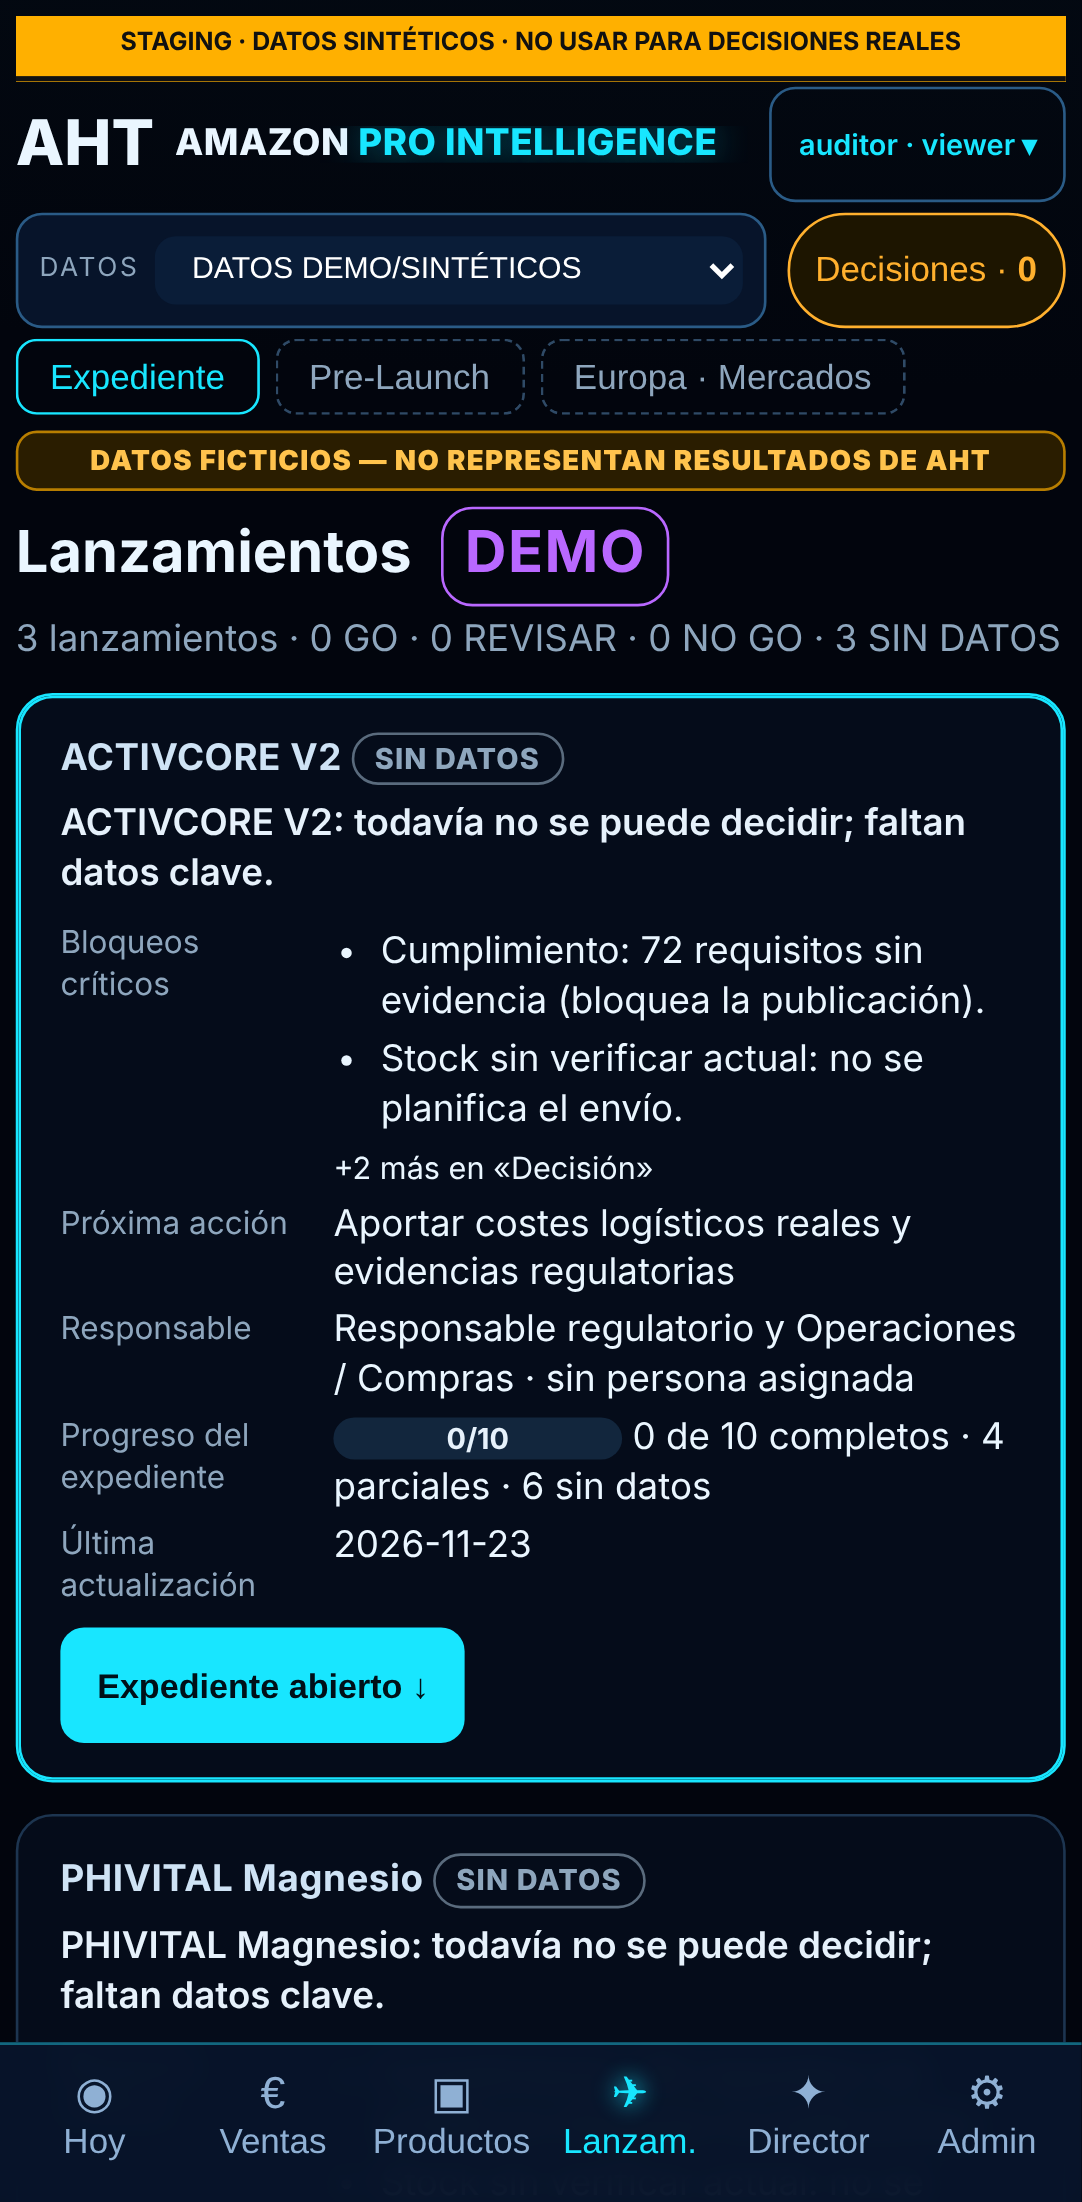 STAGING · DATOS SINTÉTICOS · NO USAR PARA DECISIONES REALES
AHT AMAZON PRO INTELLIGENCE
auditor · viewer ▾
DATOS DATOS DEMO/SINTÉTICOS
Decisiones · 0
Expediente Pre-Launch Europa · Mercados
DATOS FICTICIOS — NO REPRESENTAN RESULTADOS DE AHT
Lanzamientos DEMO
3 lanzamientos · 0 GO · 0 REVISAR · 0 NO GO · 3 SIN DATOS
ACTIVCORE V2 SIN DATOS
ACTIVCORE V2: todavía no se puede decidir; faltan
datos clave.
Bloqueos
críticos
• Cumplimiento: 72 requisitos sin
evidencia (bloquea la publicación).
• Stock sin verificar actual: no se
planifica el envío.
+2 más en «Decisión»
Próxima acción
Aportar costes logísticos reales y
evidencias regulatorias
Responsable
Responsable regulatorio y Operaciones
/ Compras · sin persona asignada
Progreso del
expediente
0/10 0 de 10 completos · 4
parciales · 6 sin datos
Última
actualización
2026-11-23
Expediente abierto ↓
PHIVITAL Magnesio SIN DATOS
PHIVITAL Magnesio: todavía no se puede decidir;
faltan datos clave.
Hoy
€ Ventas
Productos
Lanzam.
Director
Admin